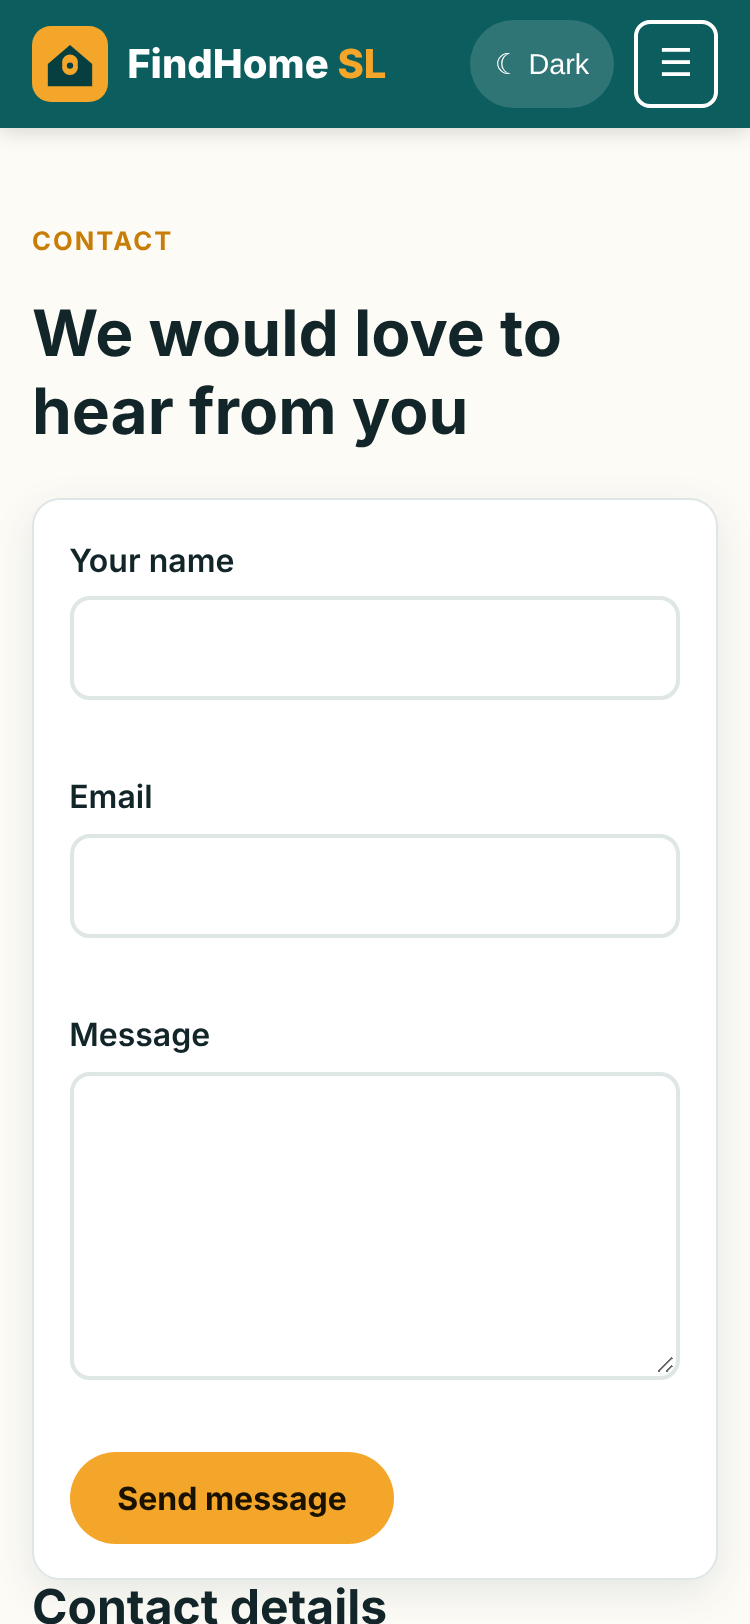 FindHome SL
☾ Dark
☰
CONTACT
We would love to
hear from you
Your name
Email
Message
Send message
Contact details